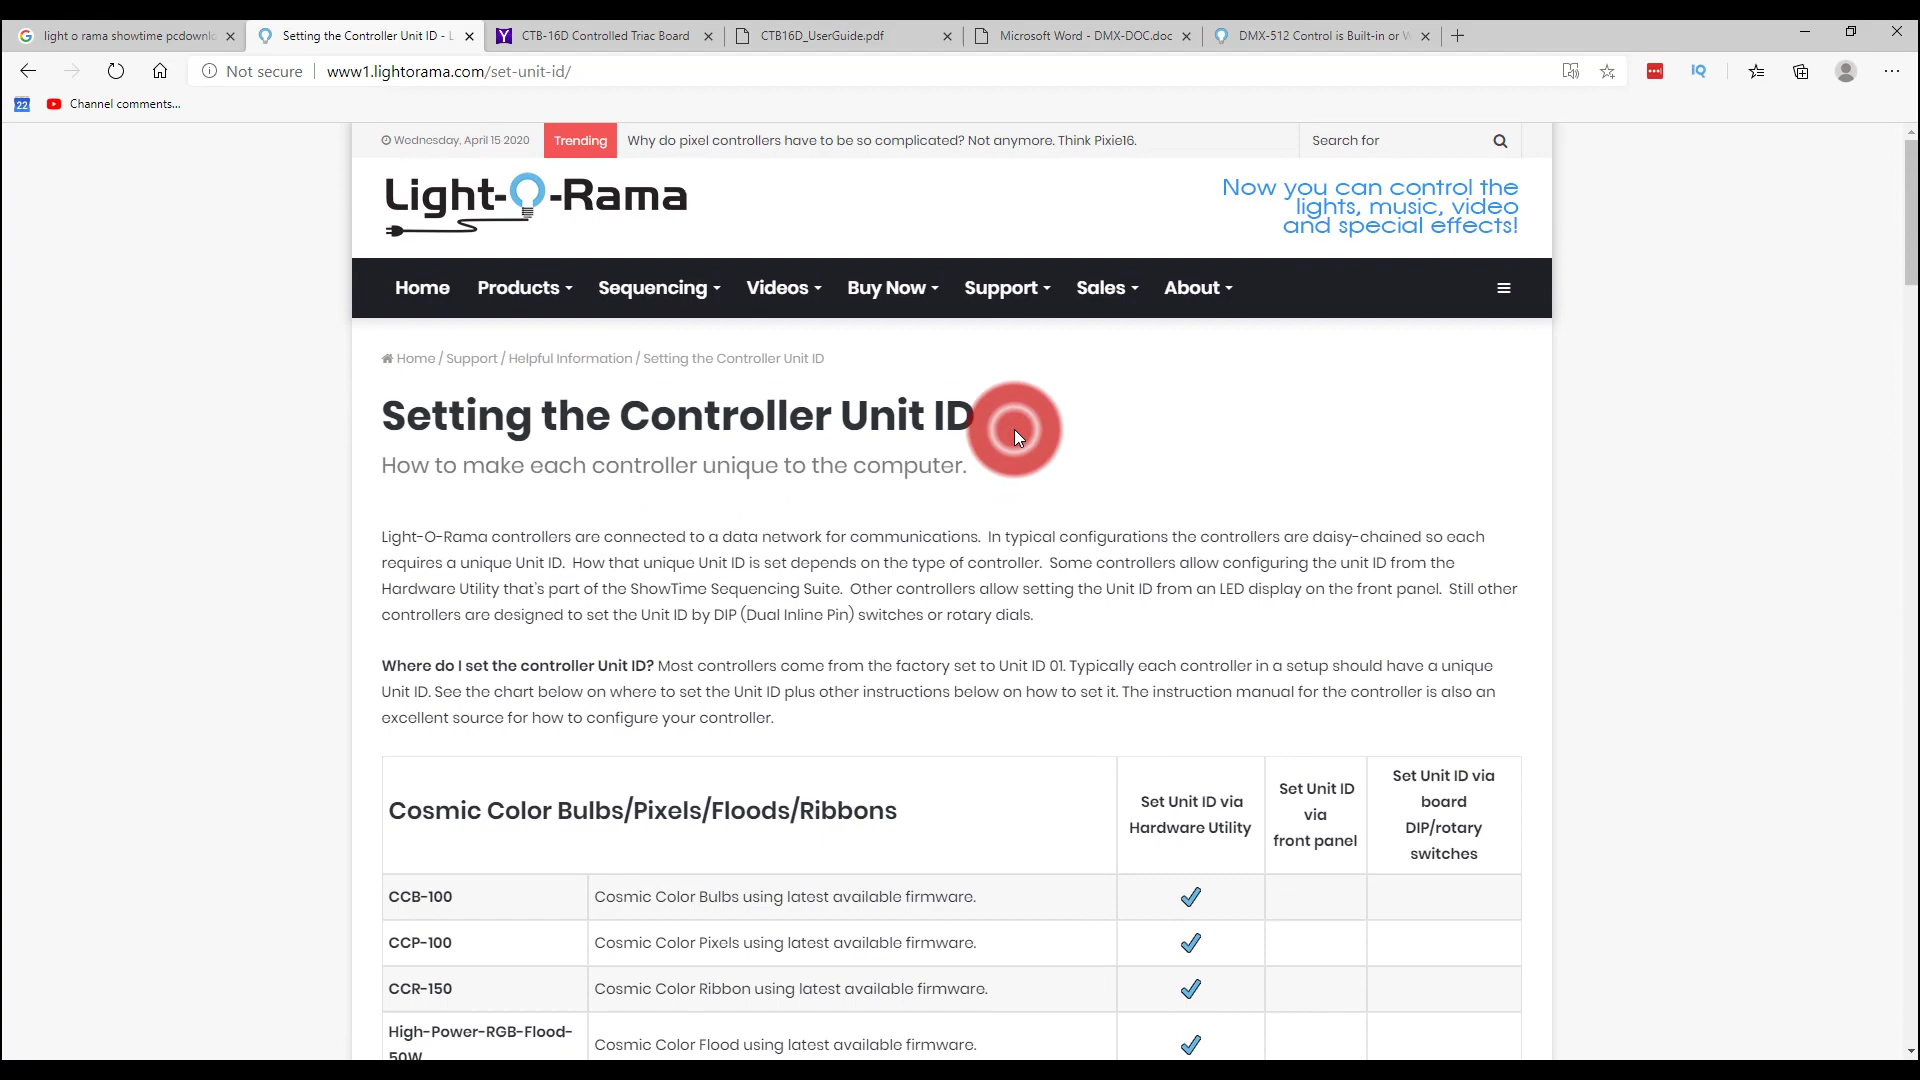 light o rama showtime pcdownl
Setting the Controller Unit ID - L
CTB-16D Controlled Triac Board
CTB16D_UserGuide.pdf
Microsoft Word - DMX-DOC.doc
DMX-512 Control is Built-in or W
Not secure
www1.lightorama.com/set-unit-id/
IQ
22
Channel comments...
Wednesday, April 15 2020
Trending
Why do pixel controllers have to be so complicated? Not anymore. Think Pixie16.
Search for
Light-O-Rama
Now you can control the
lights, music, video
and special effects!
Home
Products
Sequencing
Videos
Buy Now
Support
Sales
About
Home / Support / Helpful Information / Setting the Controller Unit ID
Setting the Controller Unit ID
How to make each controller unique to the computer.
Light-O-Rama controllers are connected to a data network for communications. In typical configurations the controllers are daisy-chained so each
requires a unique Unit ID. How that unique Unit ID is set depends on the type of controller. Some controllers allow configuring the unit ID from the
Hardware Utility that's part of the ShowTime Sequencing Suite. Other controllers allow setting the Unit ID from an LED display on the front panel. Still other
controllers are designed to set the Unit ID by DIP (Dual Inline Pin) switches or rotary dials.
Where do I set the controller Unit ID? Most controllers come from the factory set to Unit ID 01. Typically each controller in a setup should have a unique
Unit ID. See the chart below on where to set the Unit ID plus other instructions below on how to set it. The instruction manual for the controller is also an
excellent source for how to configure your controller.
Cosmic Color Bulbs/Pixels/Floods/Ribbons
Set Unit ID via
Hardware Utility
Set Unit ID
via
front panel
Set Unit ID via
board
DIP/rotary
switches
CCB-100
Cosmic Color Bulbs using latest available firmware.
CCP-100
Cosmic Color Pixels using latest available firmware.
CCR-150
Cosmic Color Ribbon using latest available firmware.
High-Power-RGB-Flood-
50W
Cosmic Color Flood using latest available firmware.